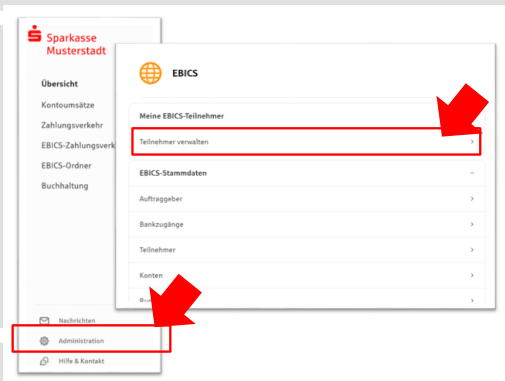 Sparkasse
Musterstadt
Übersicht
Kontoumsätze
Zahlungsverkehr
EBICS-Zahlungsverk
EBICS-Ordner
Buchhaltung
Nachrichten
Administration
Hilfe & Kontakt
EBICS
Meine EBICS-Teilnehmer
Teilnehmer verwalten
EBICS-Stammdaten
Auftraggeber
Bankzugänge
Teilnehmer
Konten